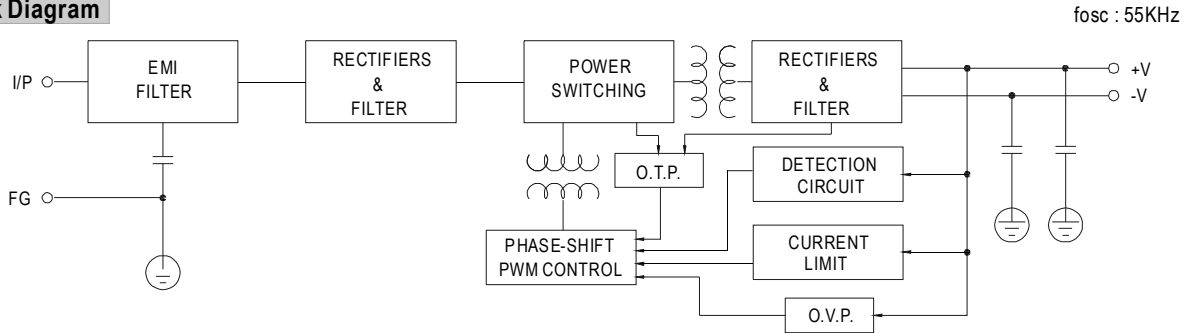 Diagram
fosc : 55KHz
I/P
EMI
FILTER
RECTIFIERS
&
FILTER
POWER
SWITCHING
RECTIFIERS
&
FILTER
+V
-V
O.T.P.
DETECTION
CIRCUIT
FG
PHASE-SHIFT
PWM CONTROL
CURRENT
LIMIT
O.V.P.